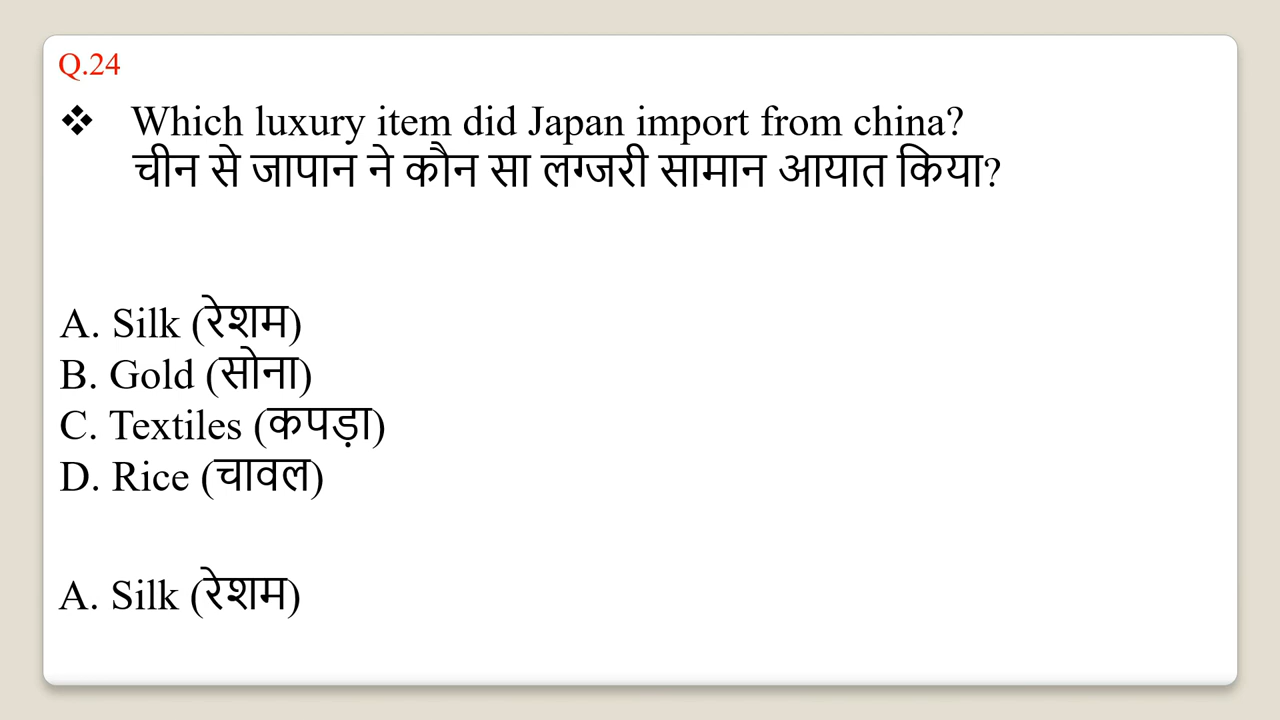 Q.24
❖ Which luxury item did Japan import from china?
चीन से जापान ने कौन सा लग्जरी सामान आयात किया?
A. Silk (रेशम)
B. Gold (सोना)
C. Textiles (कपड़ा)
D. Rice (चावल)
A. Silk (रेशम)